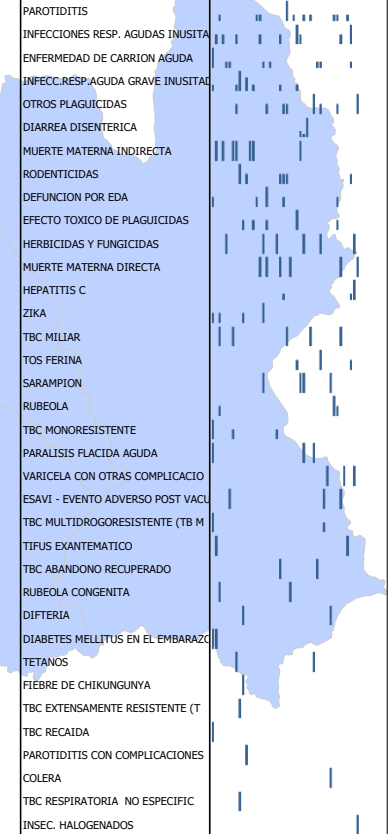 PAROTIDITIS
INFECCIONES RESP. AGUDAS INUSITA
ENFERMEDAD DE CARRION AGUDA
INFECC.RESP.AGUDA GRAVE INUSITAD
OTROS PLAGUICIDAS
DIARREA DISENTERICA
MUERTE MATERNA INDIRECTA
RODENTICIDAS
DEFUNCION POR EDA
EFECTO TOXICO DE PLAGUICIDAS
HERBICIDAS Y FUNGICIDAS
MUERTE MATERNA DIRECTA
HEPATITIS C
ZIKA
TBC MILIAR
TOS FERINA
SARAMPION
RUBEOLA
TBC MONORESISTENTE
PARALISIS FLACIDA AGUDA
VARICELA CON OTRAS COMPLICACIO
ESAVI - EVENTO ADVERSO POST VACU
TBC MULTIDROGORESISTENTE (TB M
TIFUS EXANTEMATICO
TBC ABANDONO RECUPERADO
RUBEOLA CONGENITA
DIFTERIA
DIABETES MELLITUS EN EL EMBARAZO
TETANOS
FIEBRE DE CHIKUNGUNYA
TBC EXTENSAMENTE RESISTENTE (T
TBC RECAIDA
PAROTIDITIS CON COMPLICACIONES
COLERA
TBC RESPIRATORIA  NO ESPECIFIC
INSEC. HALOGENADOS